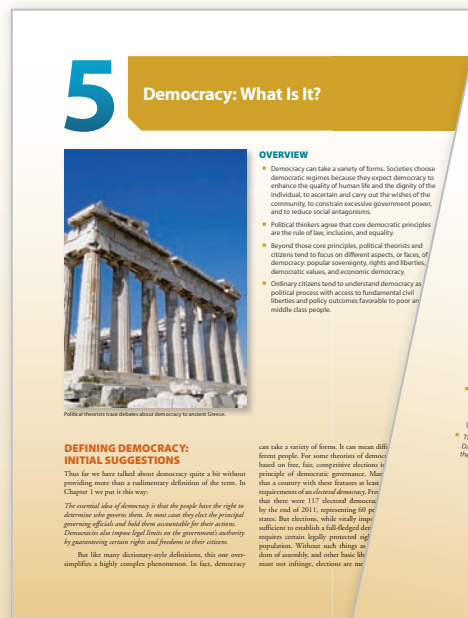 5
Democracy: What Is It?
OVERVIEW
Democracy can take a variety of forms. Societies choose
democratic regimes because they expect democracy to
enhance the quality of human life and the dignity of the
individual, to ascertain and carry out the wishes of the
community, to constrain excessive government power,
and to reduce social antagonisms.
Political thinkers agree that core democratic principles
are the rule of law, inclusion, and equality.
Beyond those core principles, political theorists and
citizens tend to focus on different aspects, or faces, of
democracy: popular sovereignty, rights and liberties,
democratic values, and economic democracy.
Ordinary citizens tend to understand democracy as
political process with access to fundamental civil
liberties and policy outcomes favorable to poor an
middle class people.
Political theorists trace debates about democracy to ancient Greece.
DEFINING DEMOCRACY:
INITIAL SUGGESTIONS
Thus far we have talked about democracy quite a bit without
providing more than a rudimentary definition of the term. In
Chapter 1 we put it this way:
The essential idea of democracy is that the people have the right to
determine who governs them. In most cases they elect the principal
governing officials and hold them accountable for their actions.
Democracies also impose legal limits on the government's authority
by guaranteeing certain rights and freedoms to their citizens.
But like many dictionary-style definitions, this one over-
simplifies a highly complex phenomenon. In fact, democracy
can take a variety of forms. It can mean diffe
ferent people. For some theorists of democr
based on free, fair, competitive elections is
principle of democratic governance. Man
that a country with these features at least
requirements of an electoral democracy. Free
that there were 117 electoral democrac
by the end of 2011, representing 60 pe
states. But elections, while vitally impo
sufficient to establish a full-fledged de
requires certain legally protected righ
population. Without such things as
dom of assembly, and other basic lib
must not infringe, elections are me